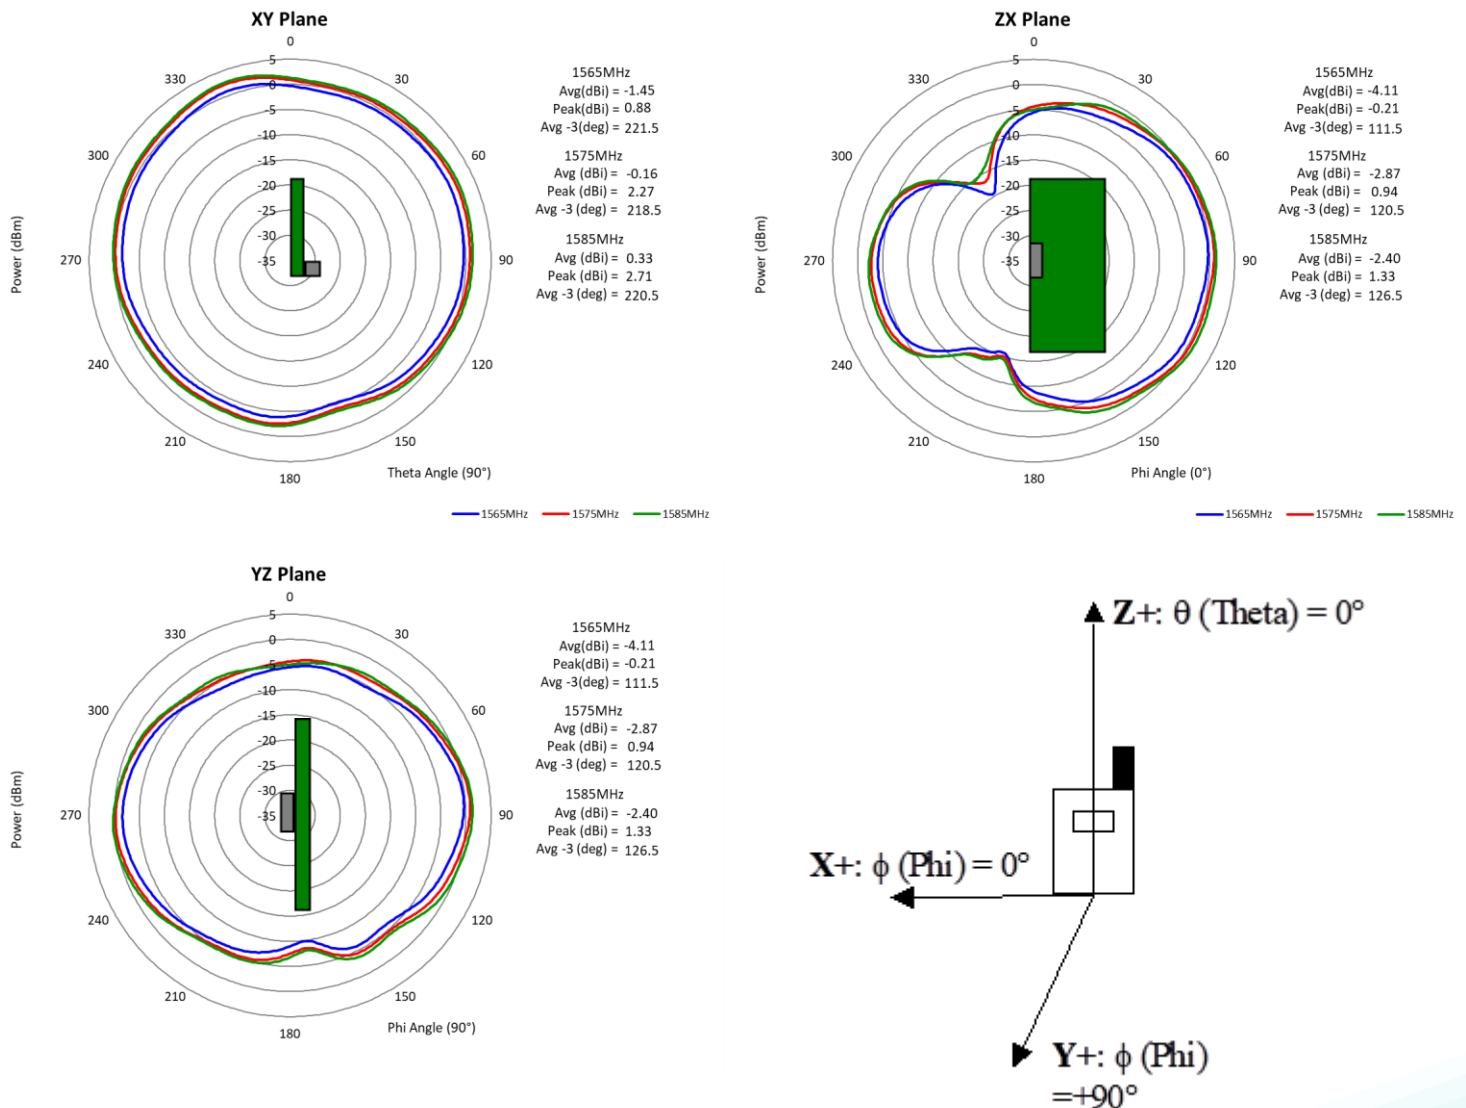 XY Plane
0
30
60
90
120
150
180
210
240
270
300
330
5
0
-5
-10
-15
-20
-25
-30
-35
Power (dBm)
Theta Angle (90°)
1565MHz
Avg(dBi)= -1.45
Peak(dBi)= 0.88
Avg -3(deg)= 221.5
1575MHz
Avg (dBi)= -0.16
Peak (dBi)= 2.27
Avg -3 (deg)= 218.5
1585MHz
Avg (dBi)= 0.33
Peak (dBi)= 2.71
Avg -3 (deg)= 220.5
1565MHz 1575MHz 1585MHz
ZX Plane
0
30
60
90
120
150
180
210
240
270
300
330
5
0
-5
-10
-15
-20
-25
-30
-35
Power (dBm)
Phi Angle (0°)
1565MHz
Avg(dBi)= -4.11
Peak(dBi)= -0.21
Avg -3(deg)= 111.5
1575MHz
Avg (dBi)= -2.87
Peak (dBi)= 0.94
Avg -3 (deg)= 120.5
1585MHz
Avg (dBi)= -2.40
Peak (dBi)= 1.33
Avg -3 (deg)= 126.5
1565MHz 1575MHz 1585MHz
YZ Plane
0
30
60
90
120
150
180
210
240
270
300
330
5
0
-5
-10
-15
-20
-25
-30
-35
Power (dBm)
Phi Angle (90°)
1565MHz
Avg(dBi)= -4.11
Peak(dBi)= -0.21
Avg -3(deg)= 111.5
1575MHz
Avg (dBi)= -2.87
Peak (dBi)= 0.94
Avg -3 (deg)= 120.5
1585MHz
Avg (dBi)= -2.40
Peak (dBi)= 1.33
Avg -3 (deg)= 126.5
Z+: θ (Theta) = 0°
X+: ϕ (Phi) = 0°
Y+: ϕ (Phi)
=+90°